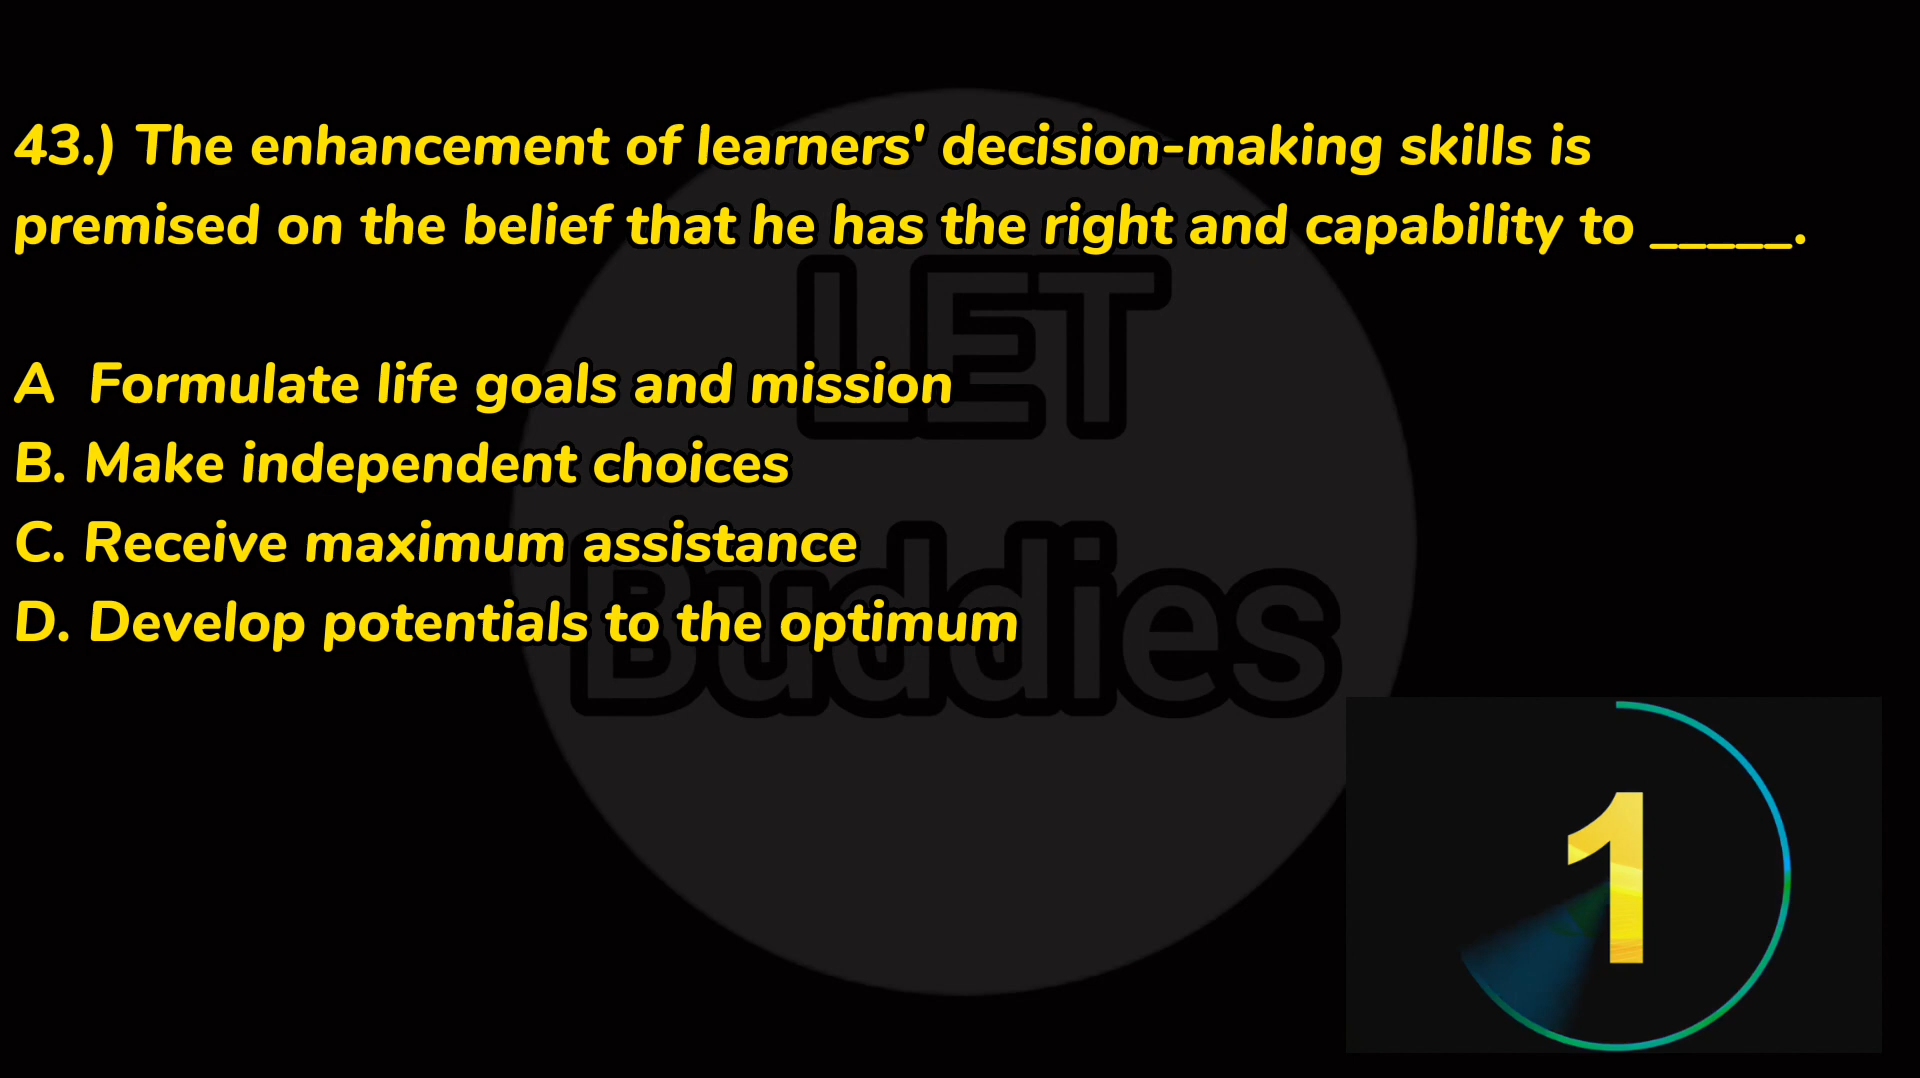 43.) The enhancement of learners' decision-making skills is
premised on the belief that he has the right and capability to _____.
A  Formulate life goals and mission
B. Make independent choices
C. Receive maximum assistance
D. Develop potentials to the optimum
LET
Buddies
1